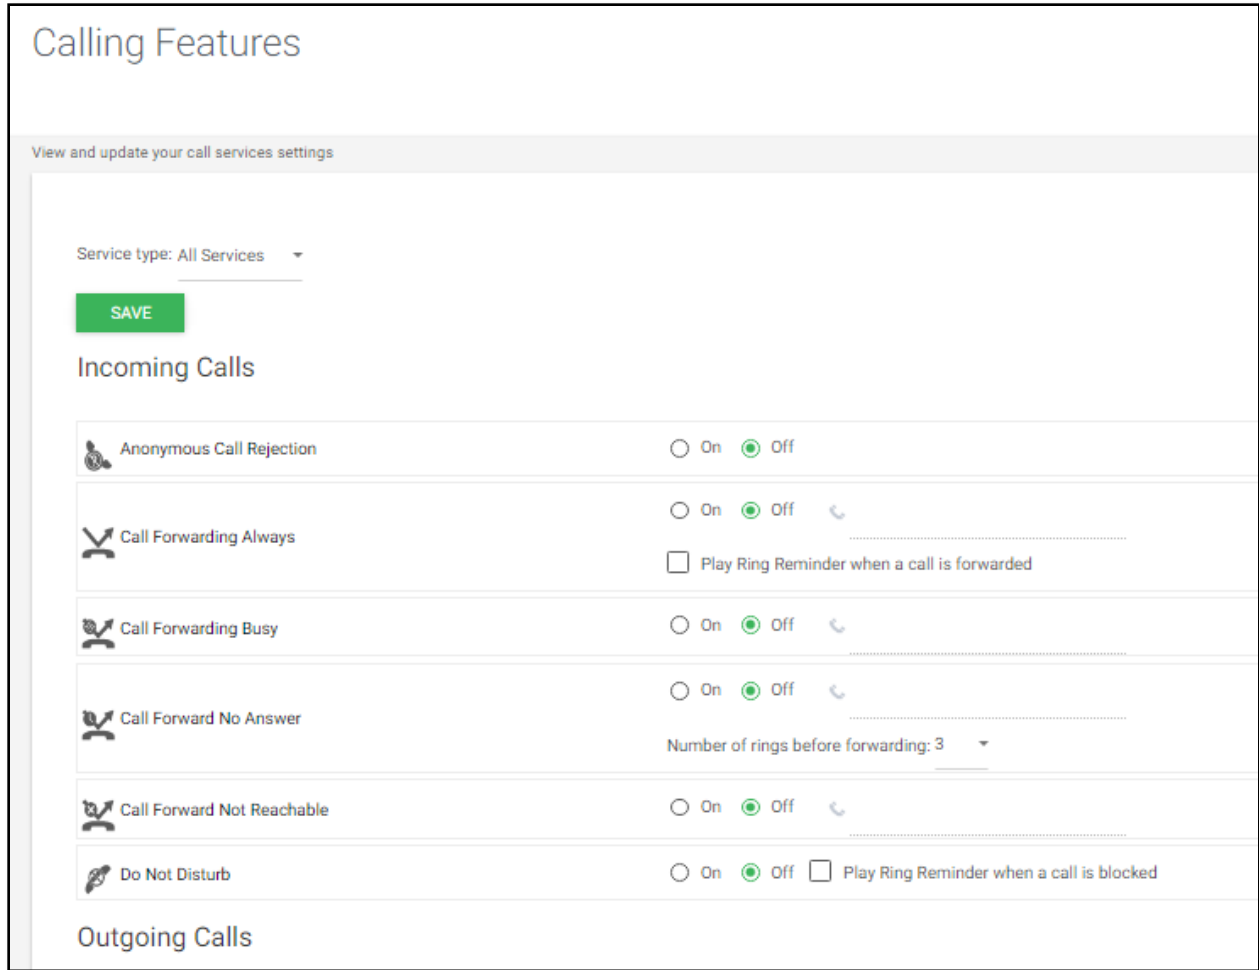 Calling Features
View and update your call services settings
Service type: All Services
SAVE
Incoming Calls
Anonymous Call Rejection On Off
On Off
Call Forwarding Always
Play Ring Reminder when a call is forwarded
Call Forwarding Busy On Off
On Off
Call Forward No Answer
Number of rings before forwarding: 3
Call Forward Not Reachable On Off
Do Not Disturb On Off Play Ring Reminder when a call is blocked
Outgoing Calls